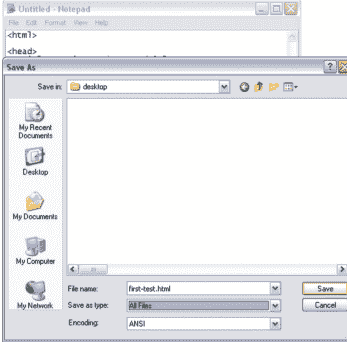 Untitled - Notepad
File Edit Format View Help
<html>
<head>
Save As
Save in: desktop
My Recent Documents
Desktop
My Documents
My Computer
My Network
File name: first-test.html Save
Save as type: All Files Cancel
Encoding: ANSI